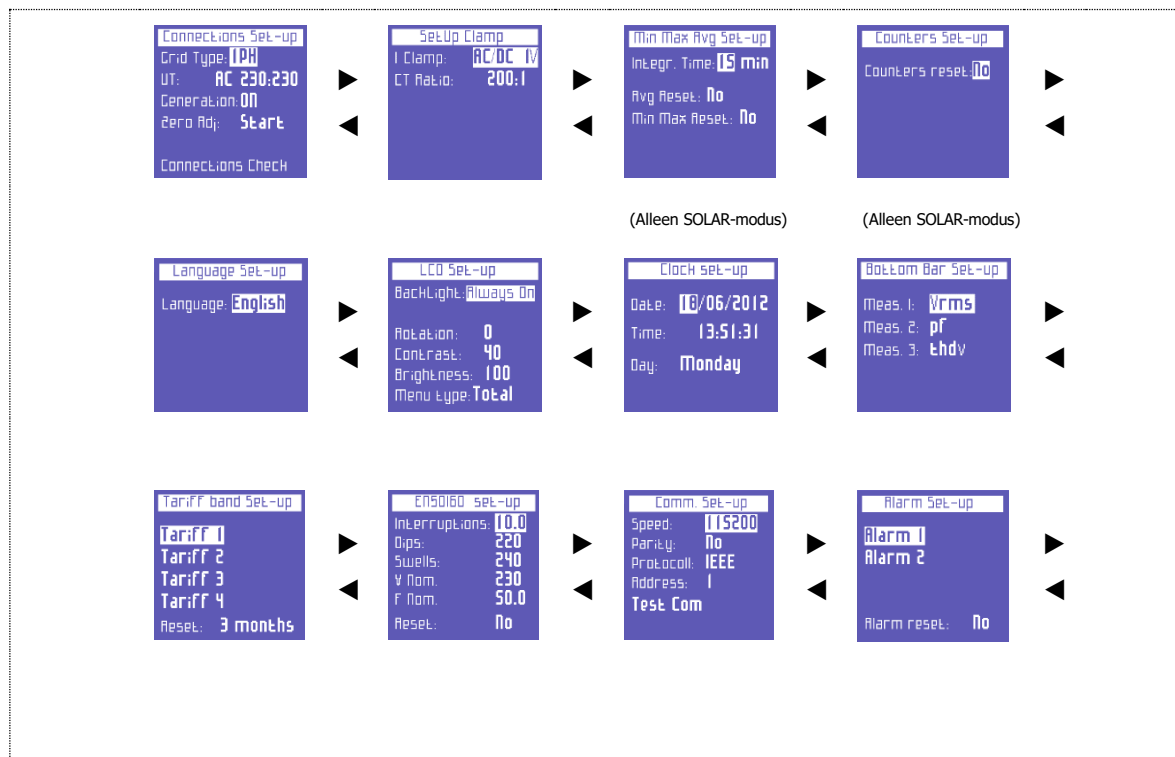 Connections Set-up
Grid Type: 1PH
VT: AC 230:230
Generation: ON
Zero Adj: Start
Connections Check
SetUp Clamp
I Clamp: AC/DC 1V
CT Ratio: 200:1
Min Max Avg Set-up
Integr. Time: 15 min
Avg Reset: No
Min Max Reset: No
Counters Set-up
Counters reset: No
(Alleen SOLAR-modus)
(Alleen SOLAR-modus)
Language Set-up
Language: English
LCD Set-up
BackLight: Always On
Rotation: 0
Contrast: 40
Brightness: 100
Menu type: Total
Clock set-up
Date: 18/06/2012
Time: 13:51:31
Day: Monday
Bottom Bar Set-up
Meas. 1: Vrms
Meas. 2: pf
Meas. 3: thdv
Tariff band Set-up
Tariff 1
Tariff 2
Tariff 3
Tariff 4
Reset: 3 months
EN50160 set-up
Interruptions: 10.0
Dips: 220
Swells: 240
V Nom. 230
F Nom. 50.0
Reset: No
Comm. Set-up
Speed: 115200
Parity: No
Protocoll: IEEE
Address: 1
Test Com
Alarm Set-up
Alarm 1
Alarm 2
Alarm reset: No